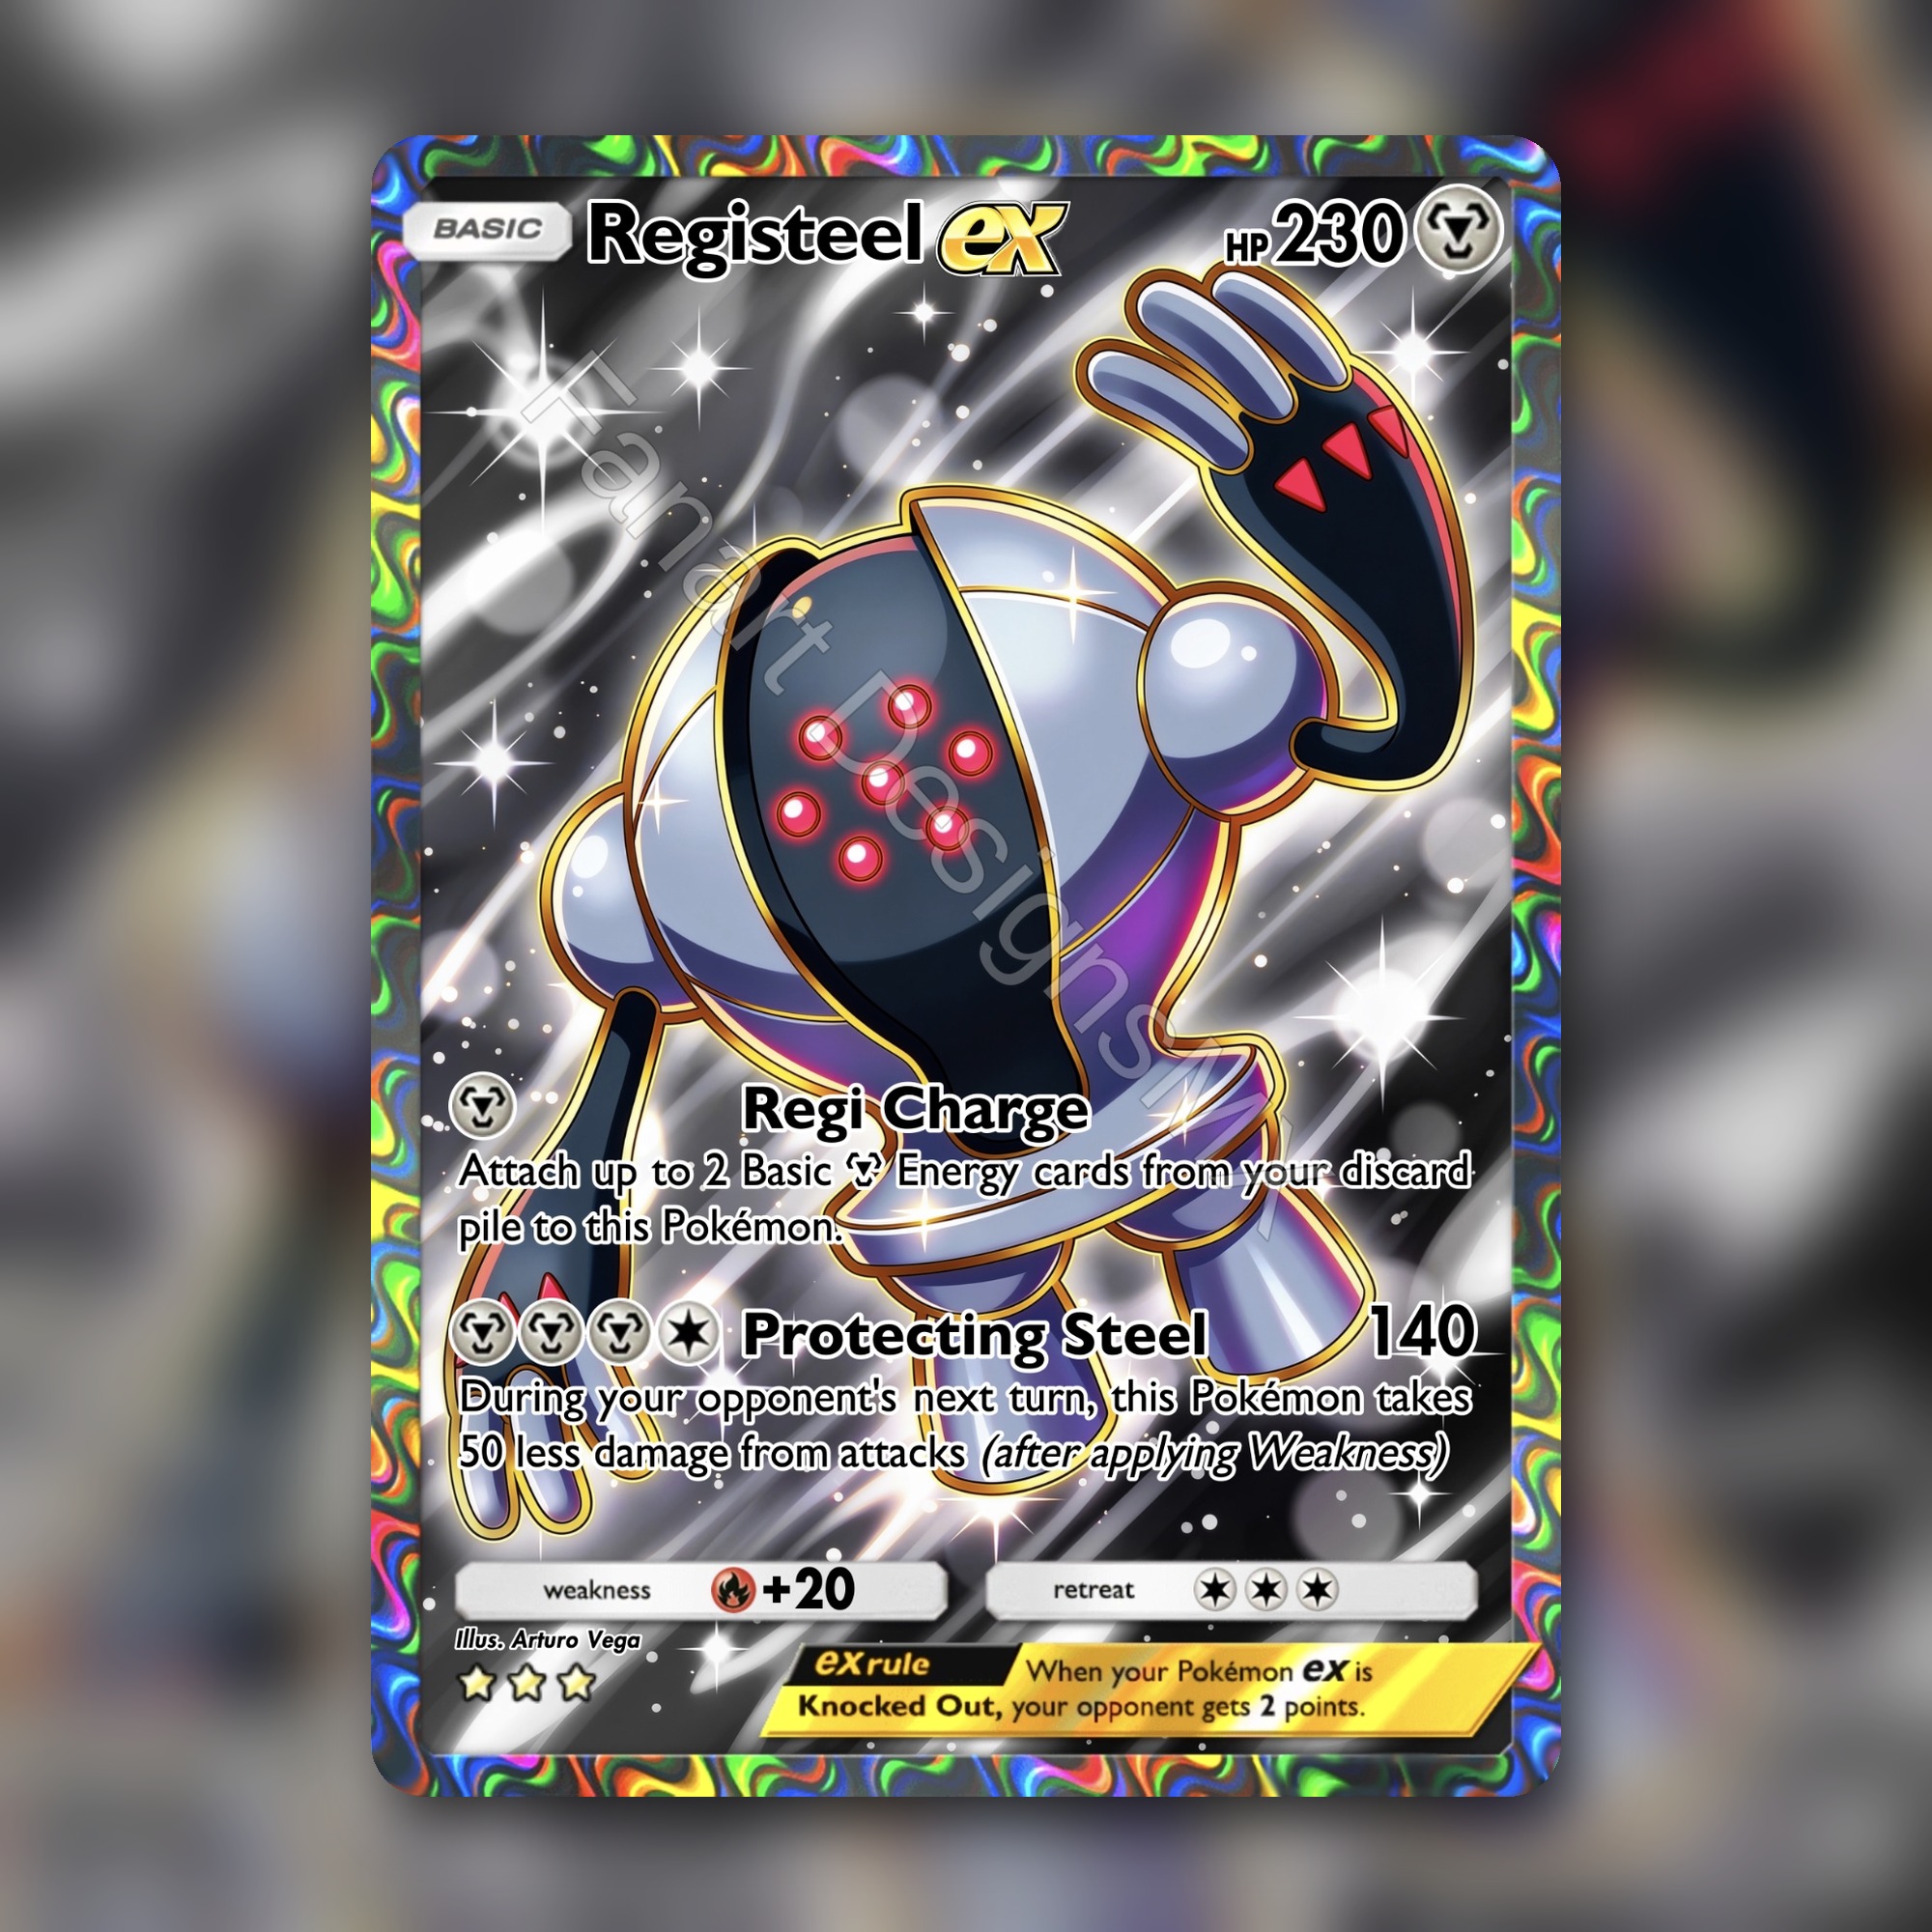 BASIC Registeel ex HP 230
Fanart DesignsMX
Regi Charge
Attach up to 2 Basic Energy cards from your discard
pile to this Pokémon.
Protecting Steel 140
During your opponent's next turn, this Pokémon takes
50 less damage from attacks (after applying Weakness)
weakness +20 retreat
Illus. Arturo Vega
ex rule When your Pokémon ex is
Knocked Out, your opponent gets 2 points.